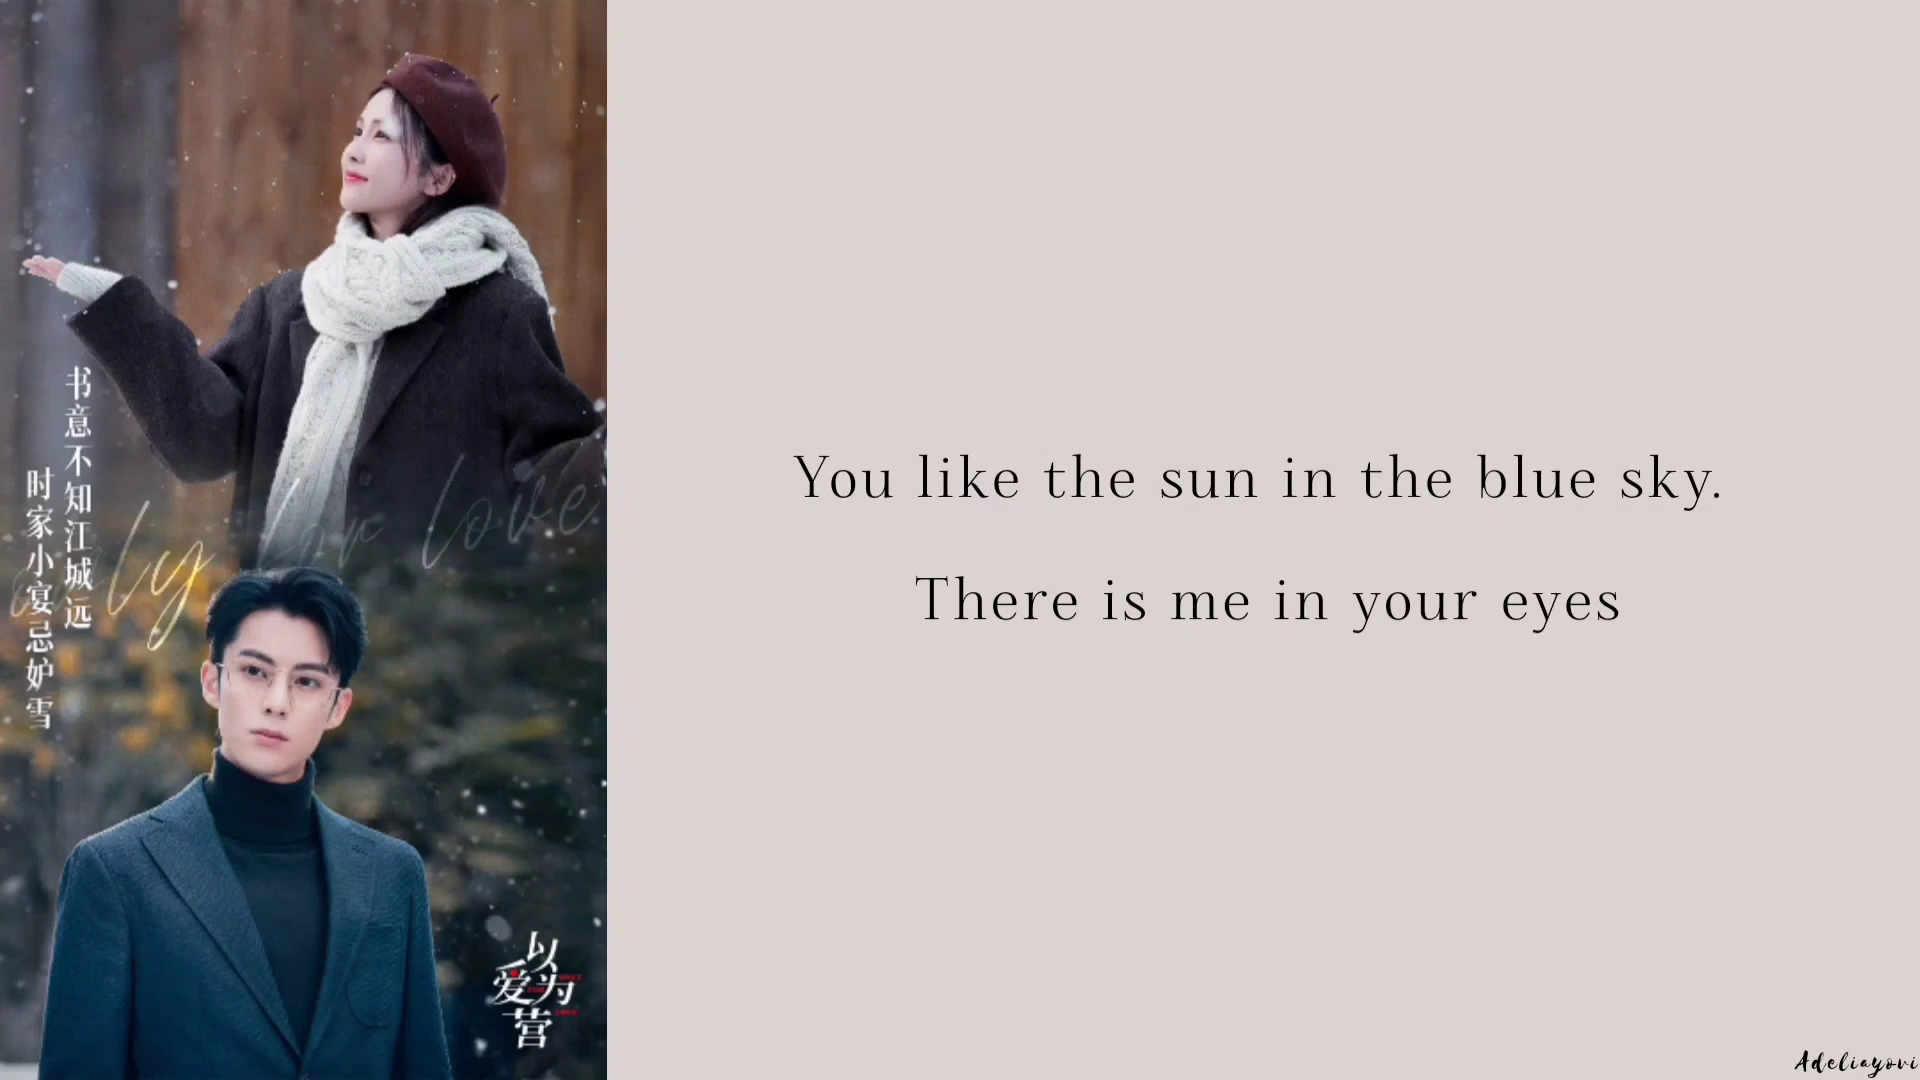 书意不知江城远
时家小宴忌妒雪
only for love
以爱为营
You like the sun in the blue sky.
There is me in your eyes
Adeliayovi